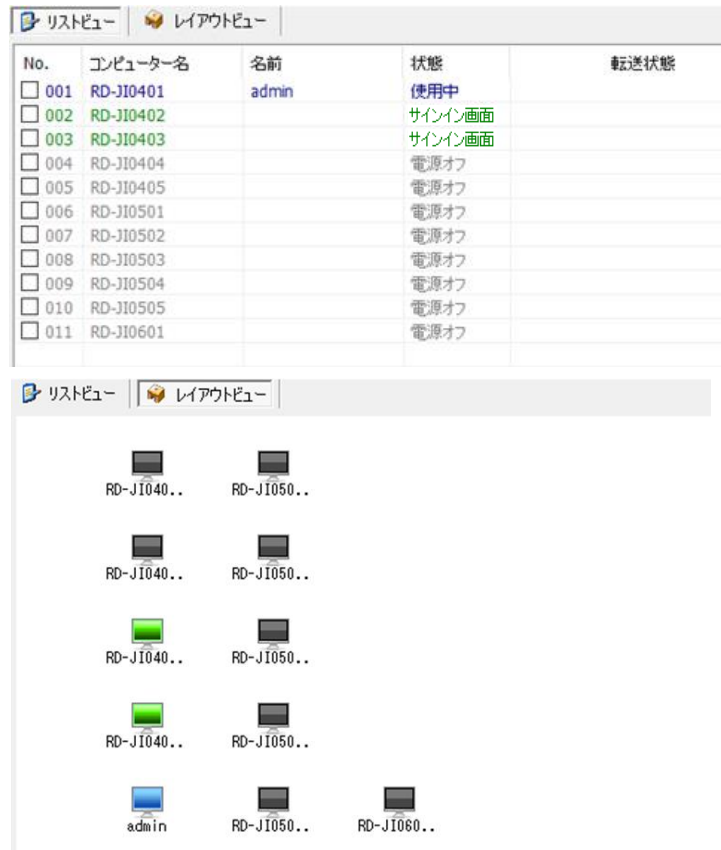 リストビュー レイアウトビュー
No. コンピューター名 名前 状態 転送状態
001 RD-JI0401 admin 使用中
002 RD-JI0402 サインイン画面
003 RD-JI0403 サインイン画面
004 RD-JI0404 電源オフ
005 RD-JI0405 電源オフ
006 RD-JI0501 電源オフ
007 RD-JI0502 電源オフ
008 RD-JI0503 電源オフ
009 RD-JI0504 電源オフ
010 RD-JI0505 電源オフ
011 RD-JI0601 電源オフ
リストビュー レイアウトビュー
RD-JI040.. RD-JI050..
RD-JI040.. RD-JI050..
RD-JI040.. RD-JI050..
RD-JI040.. RD-JI050..
admin RD-JI050.. RD-JI060..